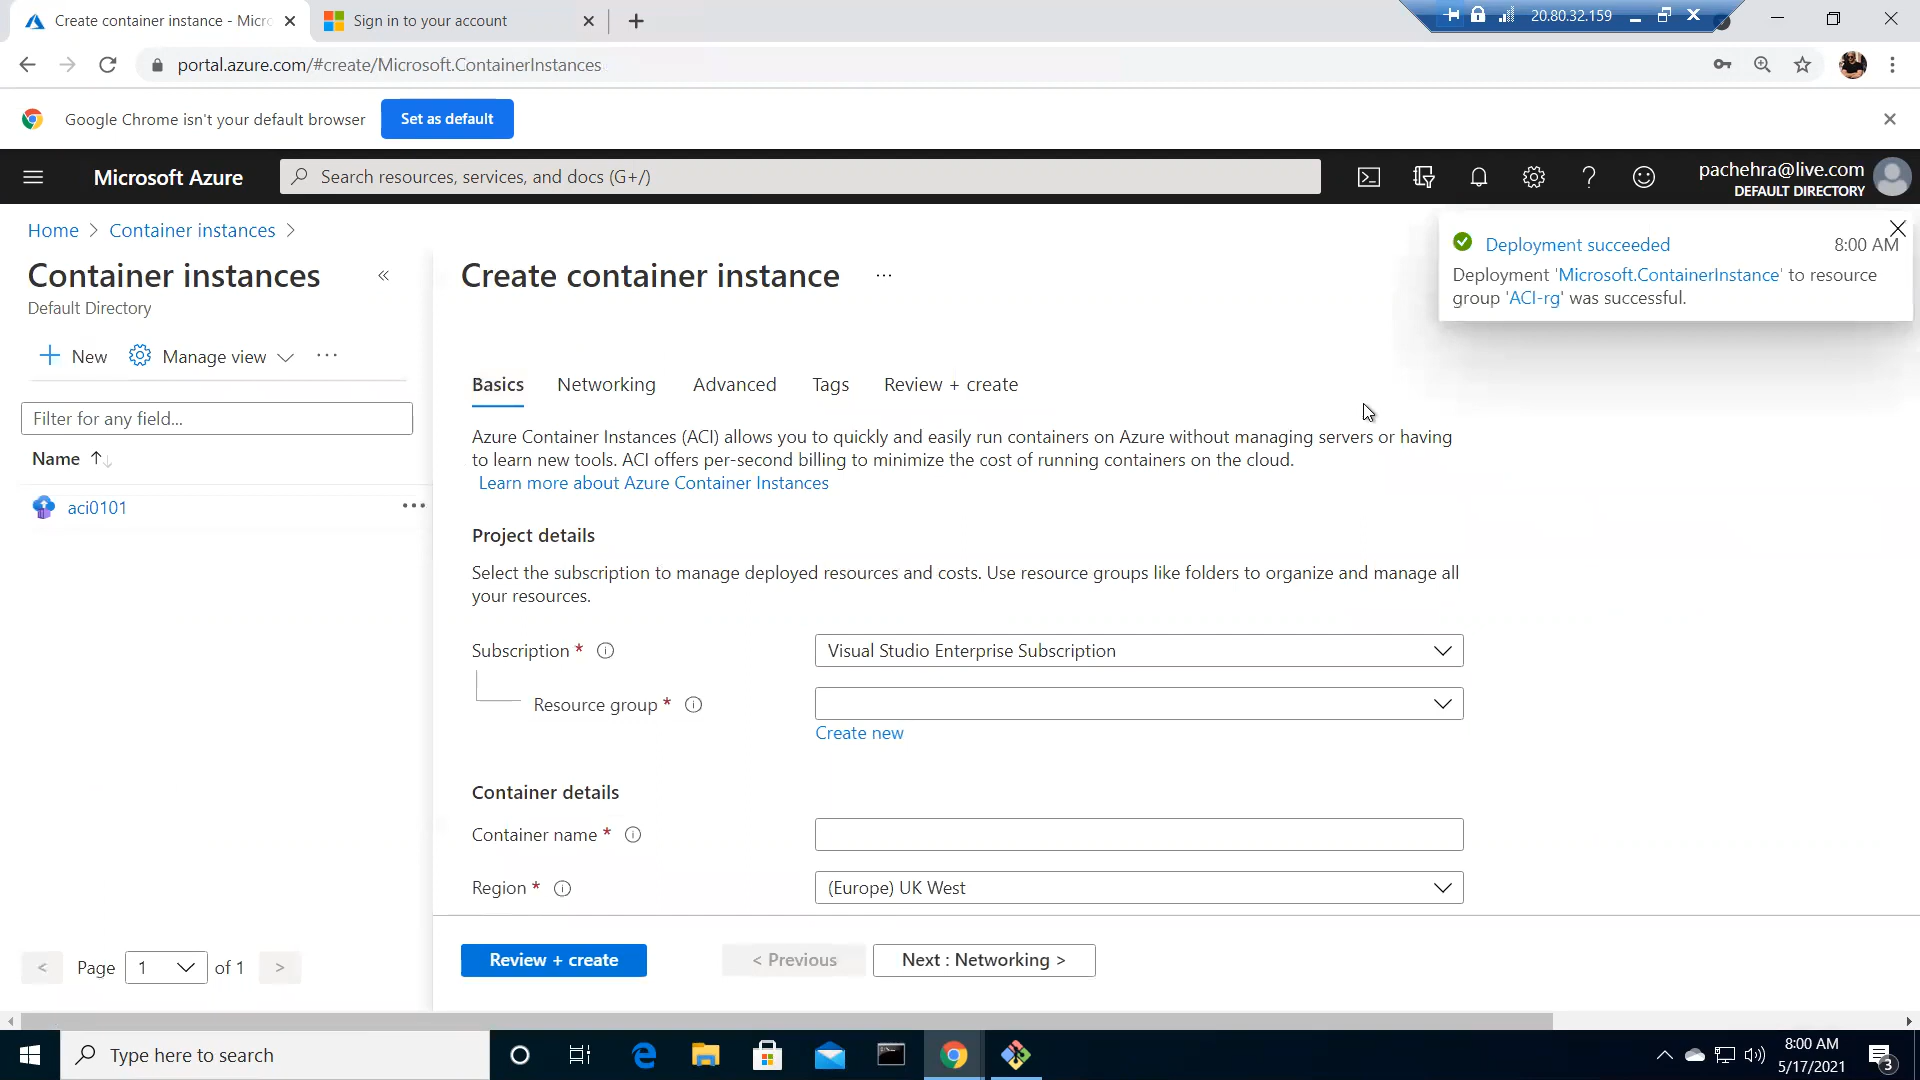 Create container instance - Micro
Sign in to your account
20.80.32.159
portal.azure.com/#create/Microsoft.ContainerInstances
Google Chrome isn't your default browser
Set as default
Microsoft Azure
Search resources, services, and docs (G+/)
pachehra@live.com
DEFAULT DIRECTORY
Home > Container instances >
Deployment succeeded
8:00 AM
Deployment 'Microsoft.ContainerInstance' to resource
group 'ACI-rg' was successful.
Container instances
Default Directory
New
Manage view
Filter for any field...
Name
aci0101
Page 1 of 1
Create container instance
Basics
Networking
Advanced
Tags
Review + create
Azure Container Instances (ACI) allows you to quickly and easily run containers on Azure without managing servers or having
to learn new tools. ACI offers per-second billing to minimize the cost of running containers on the cloud.
Learn more about Azure Container Instances
Project details
Select the subscription to manage deployed resources and costs. Use resource groups like folders to organize and manage all
your resources.
Subscription *
Visual Studio Enterprise Subscription
Resource group *
Create new
Container details
Container name *
Region *
(Europe) UK West
Review + create
< Previous
Next : Networking >
Type here to search
8:00 AM
5/17/2021
3